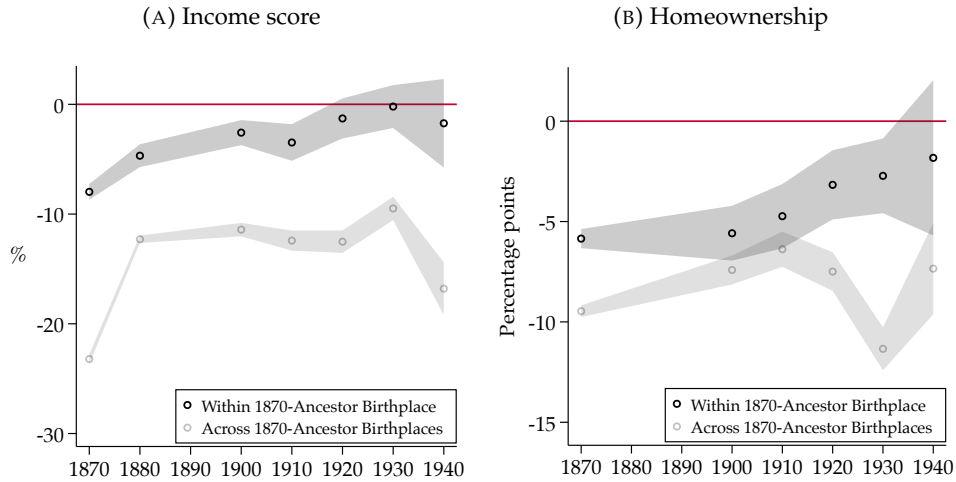 (A) Income score
0
-10
%
-20
-30
1870 1880 1890 1900 1910 1920 1930 1940
Within 1870-Ancestor Birthplace
Across 1870-Ancestor Birthplaces
(B) Homeownership
0
-5
Percentage points
-10
-15
1870 1880 1890 1900 1910 1920 1930 1940
Within 1870-Ancestor Birthplace
Across 1870-Ancestor Birthplaces